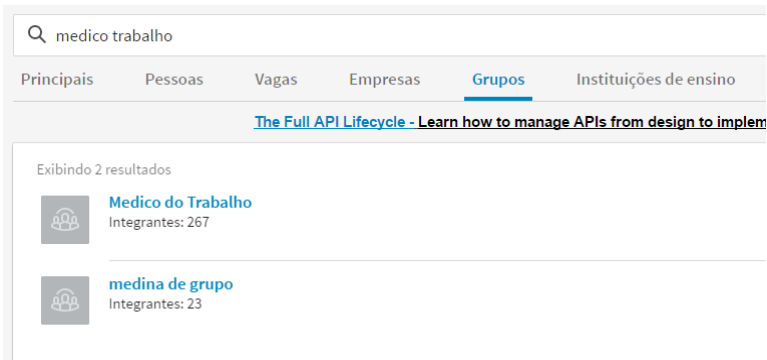 medico trabalho
Principais Pessoas Vagas Empresas Grupos Instituições de ensino
The Full API Lifecycle - Learn how to manage APIs from design to implem
Exibindo 2 resultados
Medico do Trabalho
Integrantes: 267
medina de grupo
Integrantes: 23